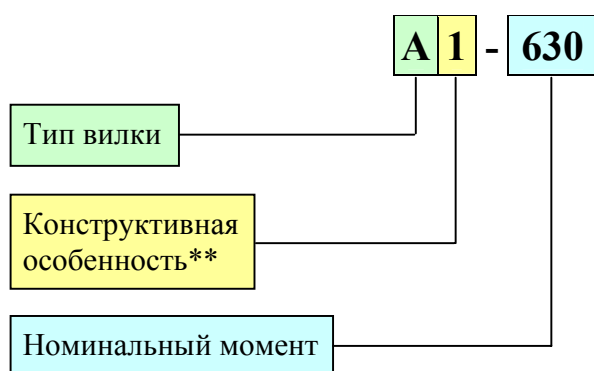 А 1 - 630
Тип вилки
Конструктивная
особенность**
Номинальный момент